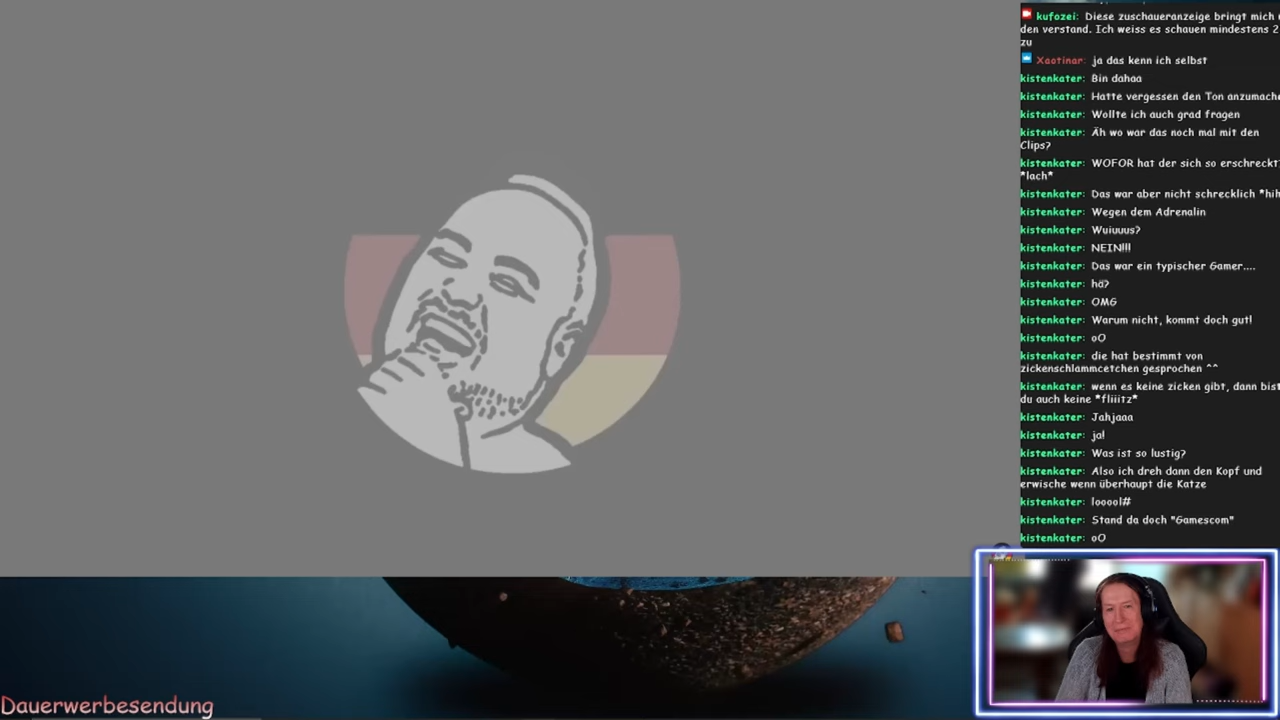 kufozei: Diese zuschaueranzeige bringt mich
den verstand. Ich weiss es schauen mindestens 2
zu
Xaotinar: ja das kenn ich selbst
kistenkater: Bin dahaa
kistenkater: Hatte vergessen den Ton anzumach
kistenkater: Wollte ich auch grad fragen
kistenkater: Äh wo war das noch mal mit den
Clips?
kistenkater: WOFOR hat der sich so erschreckt
*lach*
kistenkater: Das war aber nicht schrecklich *hih
kistenkater: Wegen dem Adrenalin
kistenkater: Wuiuuus?
kistenkater: NEIN!!!
kistenkater: Das war ein typischer Gamer....
kistenkater: hä?
kistenkater: OMG
kistenkater: Warum nicht, kommt doch gut!
kistenkater: oO
kistenkater: die hat bestimmt von
zickenschlammcetchen gesprochen ^^
kistenkater: wenn es keine zicken gibt, dann bist
du auch keine *fliiitz*
kistenkater: Jahjaaa
kistenkater: ja!
kistenkater: Was ist so lustig?
kistenkater: Also ich dreh dann den Kopf und
erwische wenn überhaupt die Katze
kistenkater: looool#
kistenkater: Stand da doch "Gamescom"
kistenkater: oO
Dauerwerbesendung